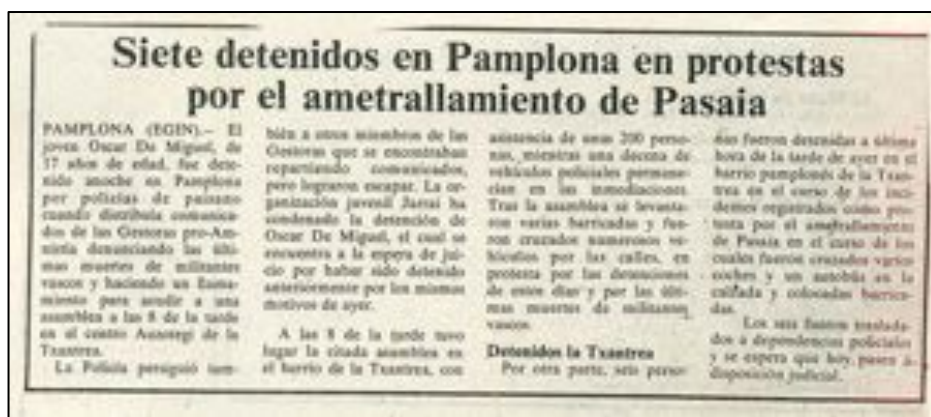 Siete detenidos en Pamplona en protestas
por el ametrallamiento de Pasaia
PAMPLONA (EGIN).– El
joven Oscar De Miguel, de
17 años de edad, fue dete-
nido anoche en Pamplona
por policías de paisano
cuando distribuía comunica-
dos de las Gestoras pro-Am-
nistía denunciando las últi-
mas muertes de militantes
vascos y haciendo un llama-
miento para acudir a una
asamblea a las 8 de la tarde
en el centro Auzotegi de la
Txantrea.
La Policía persiguió tam-
bién a otros miembros de las
Gestoras que se encontraban
repartiendo comunicados,
pero lograron escapar. La or-
ganización juvenil Jarrai ha
condenado la detención de
Oscar De Miguel, el cual se
encuentra a la espera de jui-
cio por haber sido detenido
anteriormente por los mismos
motivos de ayer.
A las 8 de la tarde tuvo
lugar la citada asamblea en
el barrio de la Txantrea, con
asistencia de unas 200 perso-
nas, mientras una decena de
vehículos policiales permane-
cían en las inmediaciones.
Tras la asamblea se levanta-
ron varias barricadas y fue-
ron cruzados numerosos ve-
hículos por las calles, en
protesta por las detenciones
de estos días y por las últi-
mas muertes de militantes
vascos.
Detenidos la Txantrea
Por otra parte, seis perso-
nas fueron detenidas a última
hora de la tarde de ayer en el
barrio pamplonés de la Txan-
trea en el curso de los inci-
dentes registrados como pro-
testa por el ametrallamiento
de Pasaia en el curso de los
cuales fueron cruzados varios
coches y un autobús en la
calzada y colocadas barrica-
das.
Los seis fueron traslada-
dos a dependencias policiales
y se espera que hoy, pasen a
disposición judicial.